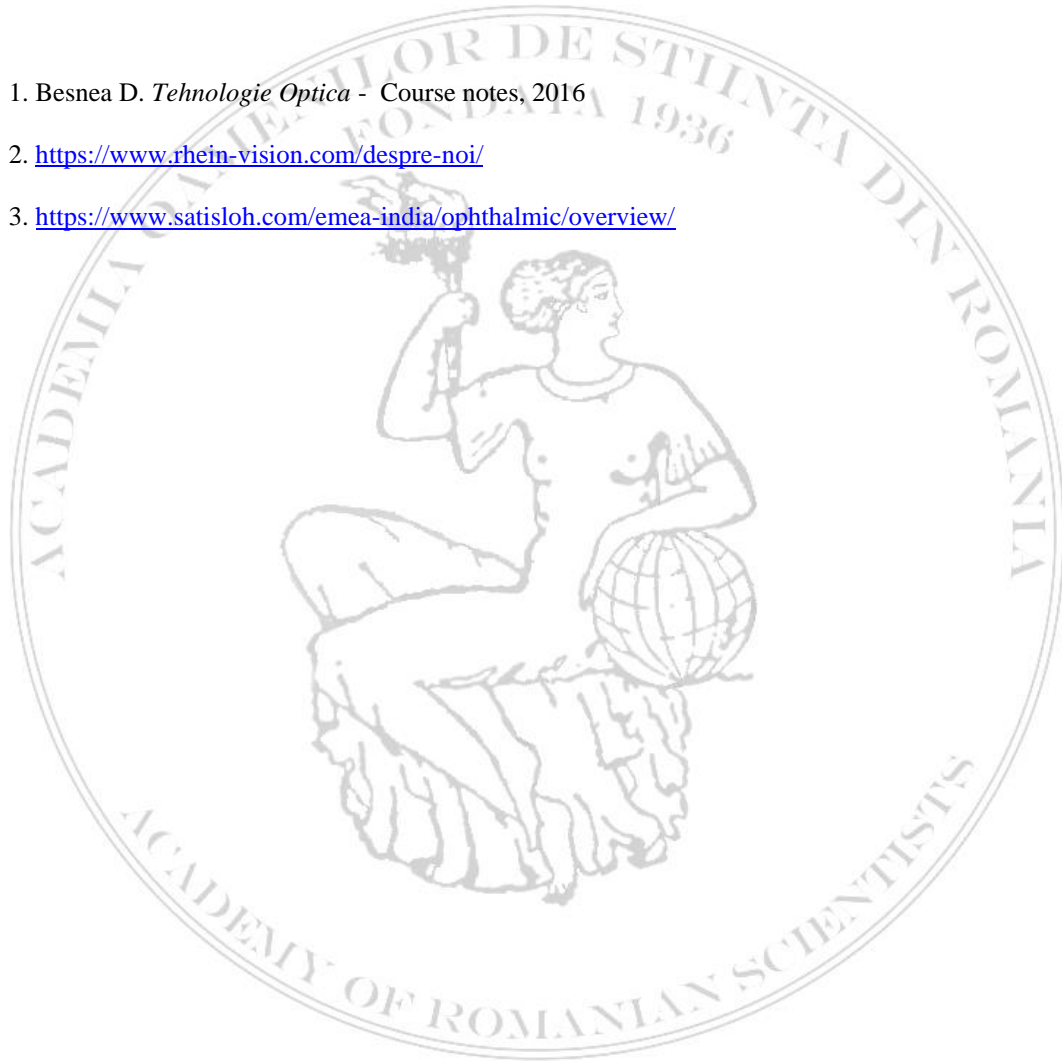 ACADEMIA OAMENILOR DE STIINTA DIN ROMANIA
FONDATA 1936
1. Besnea D. Tehnologie Optica - Course notes, 2016
2. https://www.rhein-vision.com/despre-noi/
3. https://www.satisloh.com/emea-india/ophthalmic/overview/
ACADEMY OF ROMANIAN SCIENTISTS